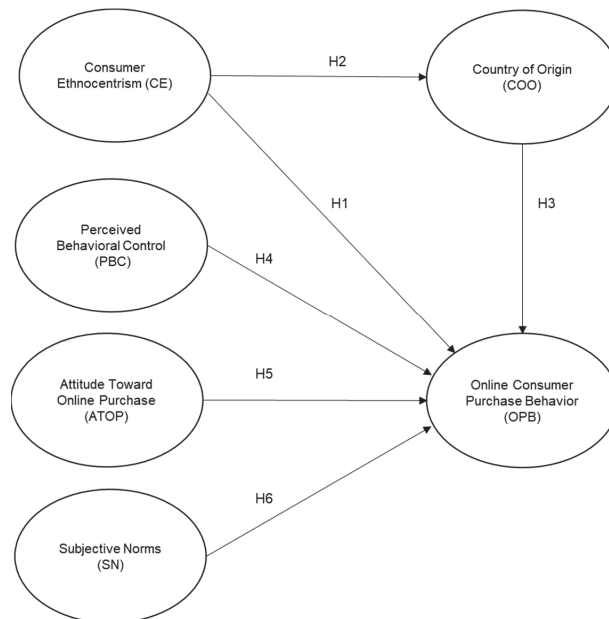 Consumer
Ethnocentrism (CE)
H2
Country of Origin
(COO)
H1
H3
Perceived
Behavioral Control
(PBC)
H4
Attitude Toward
Online Purchase
(ATOP)
H5
Online Consumer
Purchase Behavior
(OPB)
H6
Subjective Norms
(SN)